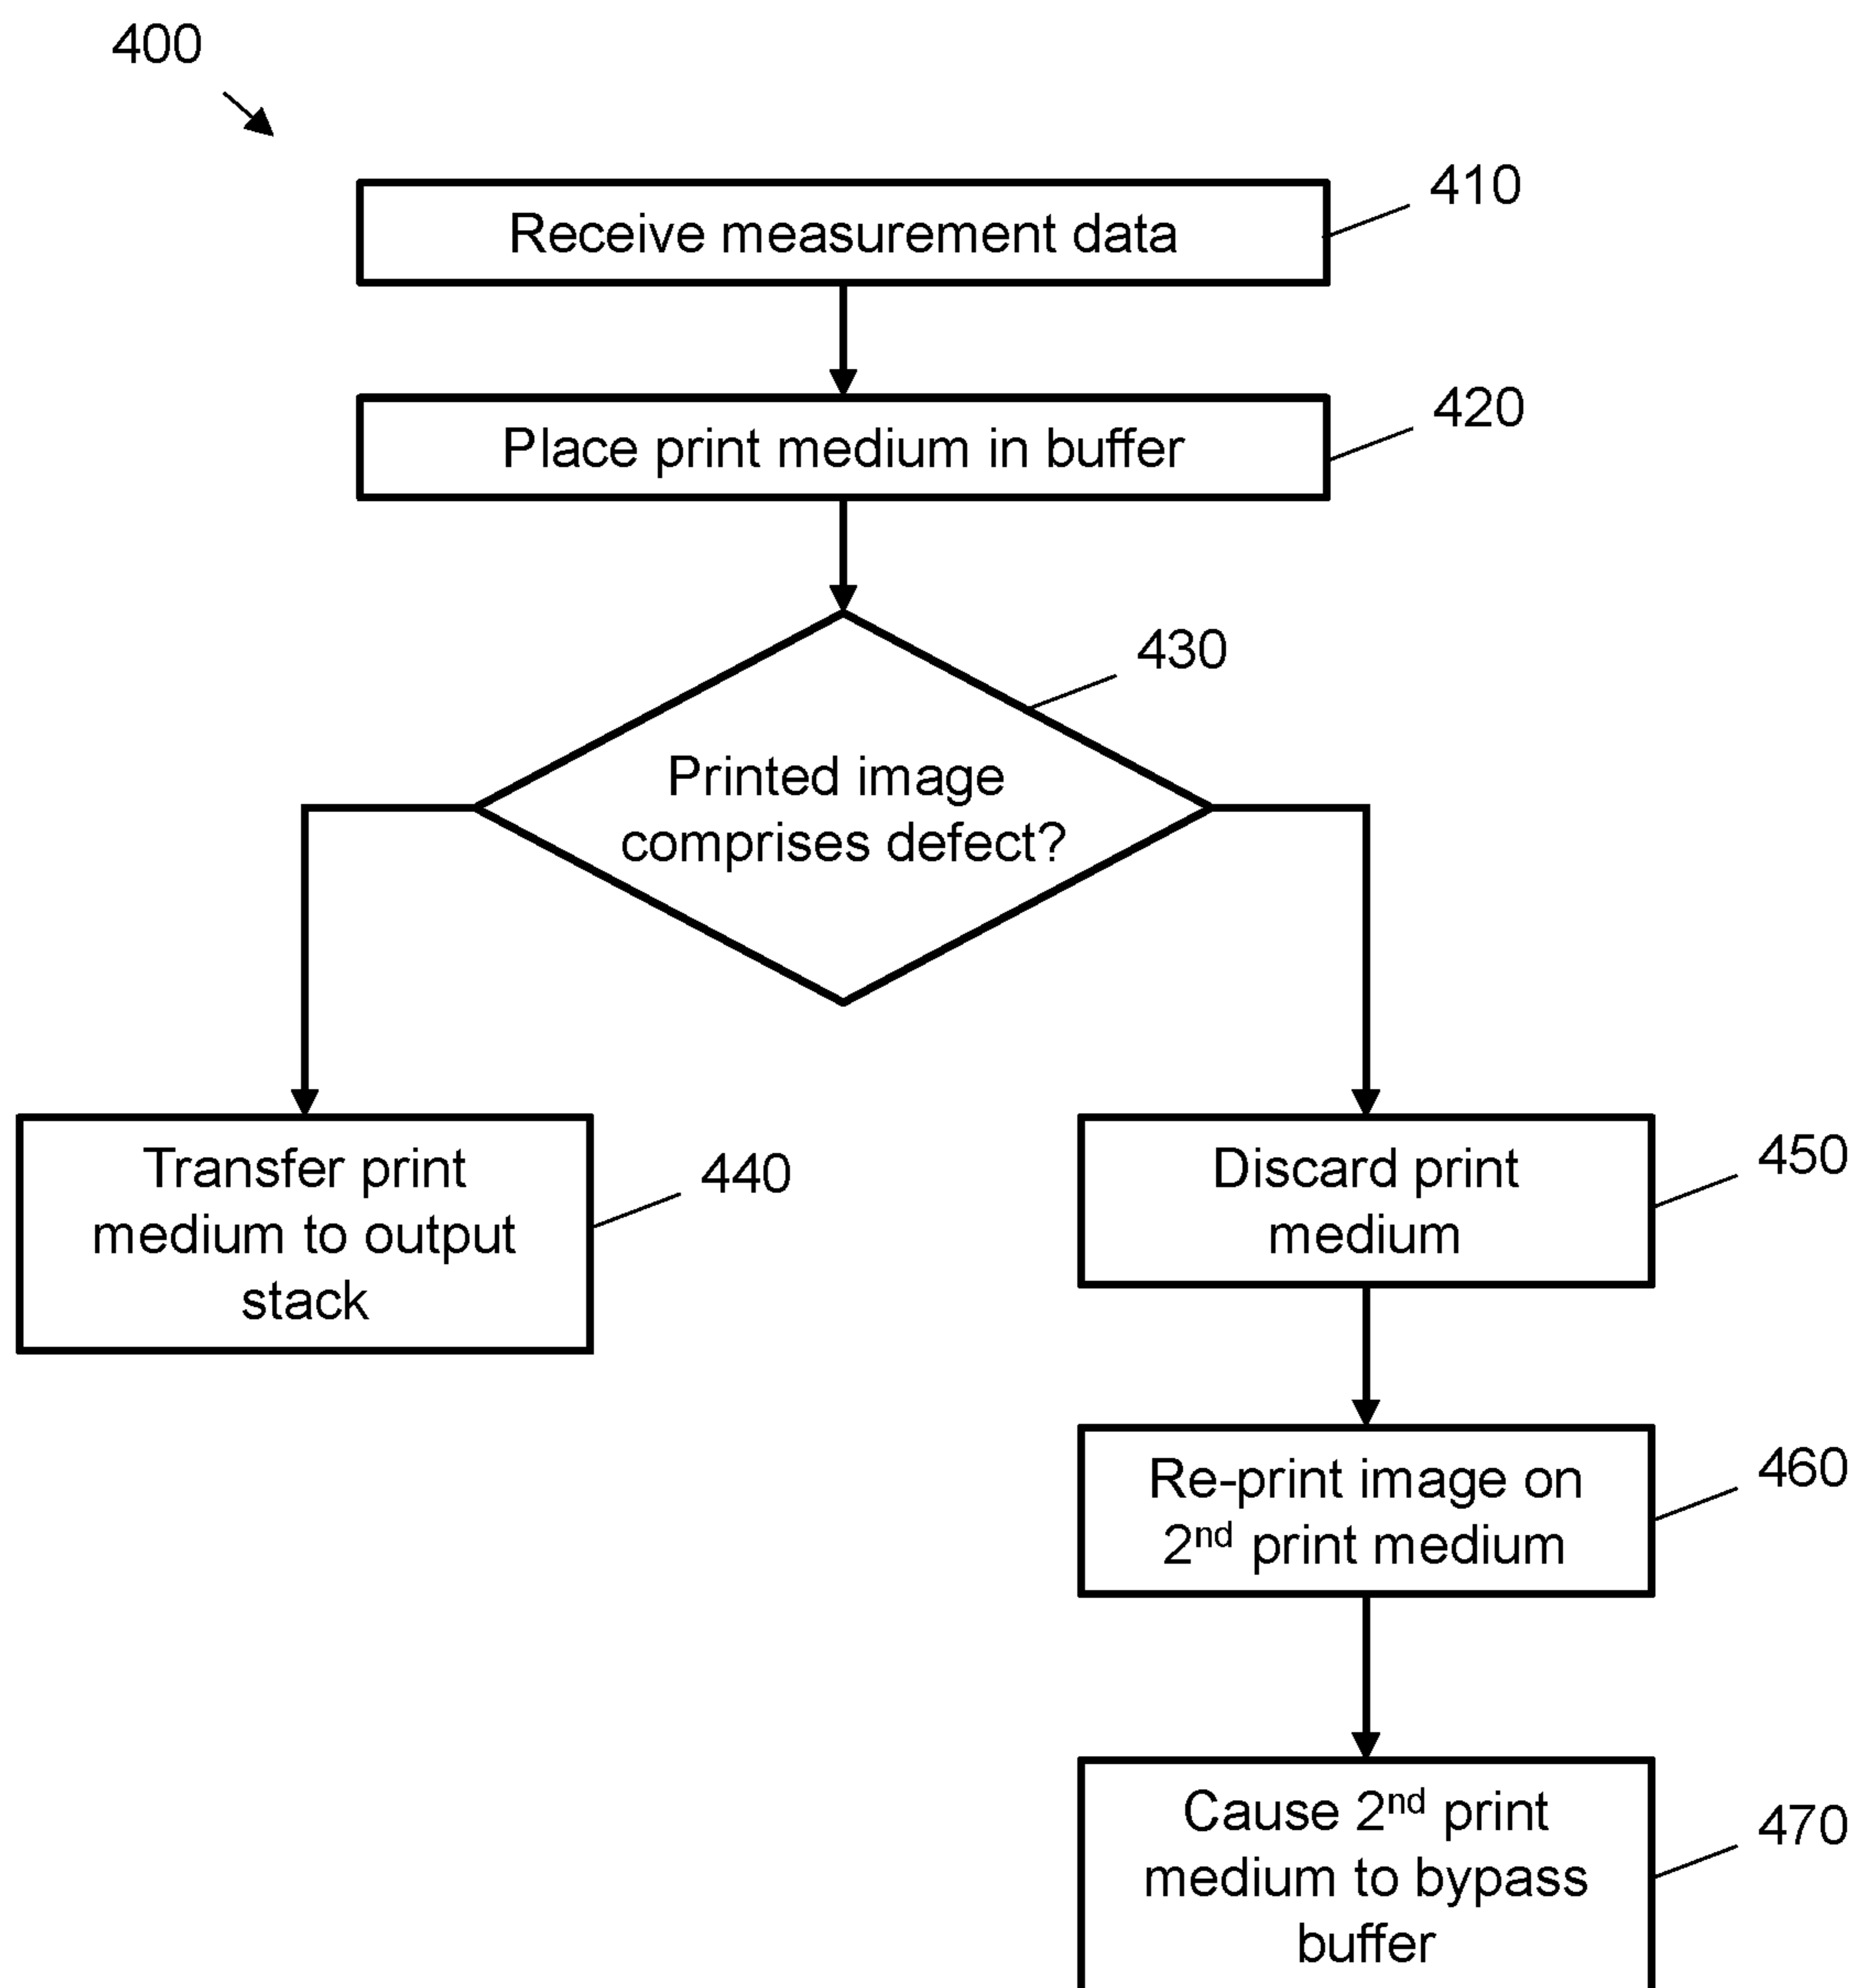 400
Receive measurement data
410
Place print medium in buffer
420
430
Printed image
comprises defect?
Transfer print
medium to output
stack
440
Discard print
medium
450
Re-print image on
2nd print medium
460
Cause 2nd print
medium to bypass
buffer
470